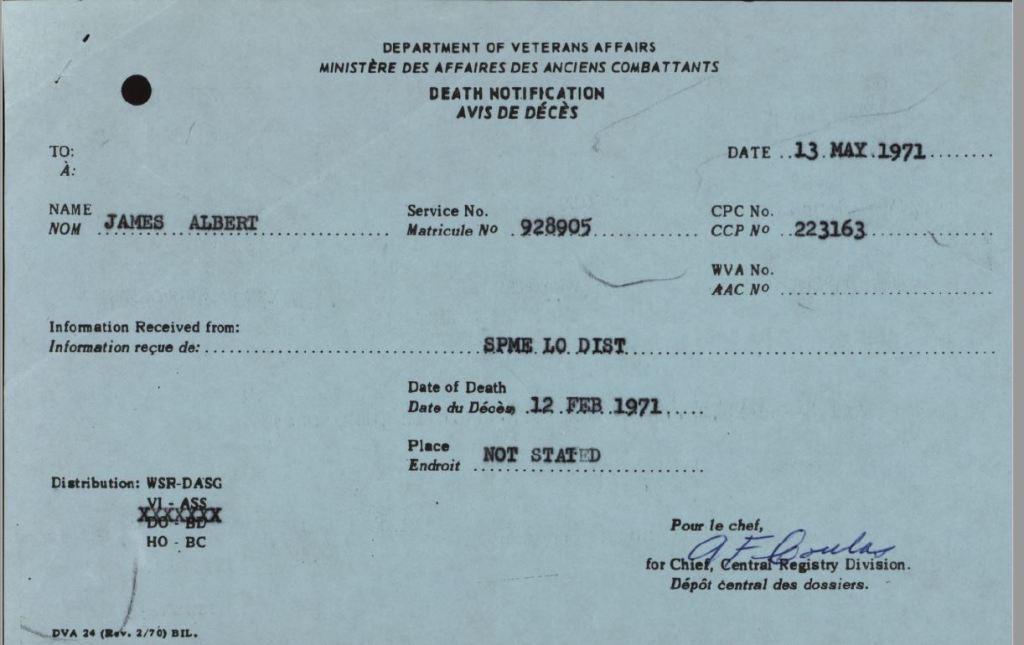 DEPARTMENT OF VETERANS AFFAIRS
MINISTÈRE DES AFFAIRES DES ANCIENS COMBATTANTS
DEATH NOTIFICATION
AVIS DE DÉCÈS
TO:
À:
DATE 13 MAY 1971
NAME
NOM JAMES ALBERT
Service No.
Matricule Nº 928905
CPC No.
CCP Nº 223163
WVA No.
AAC Nº
Information Received from:
Information reçue de: SPME LO DIST
Date of Death
Date du Décès 12 FEB 1971
Place
Endroit NOT STATED
Distribution: WSR-DASG
VI - ASS
XXXXXXX
DO - BD
HO - BC
Pour le chef,
A F Coulas
for Chief, Central Registry Division.
Dépôt central des dossiers.
DVA 24 (Rev. 2/70) BIL.